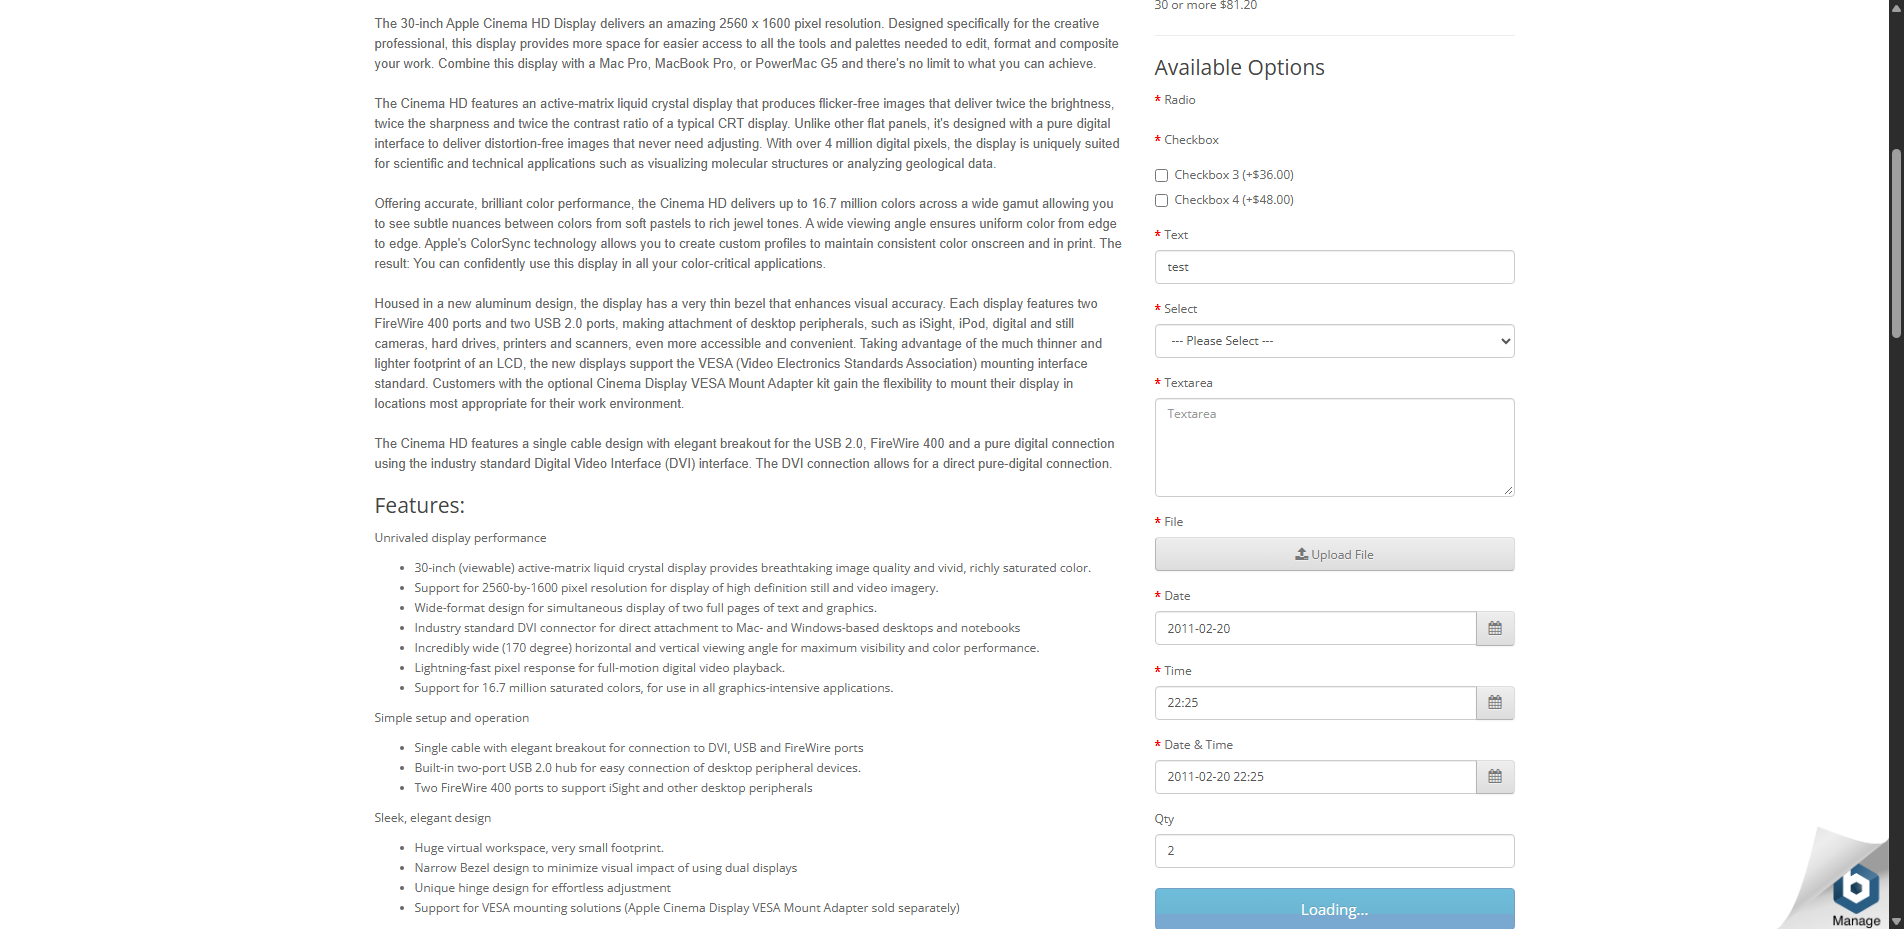 The 30-inch Apple Cinema HD Display delivers an amazing 2560 x 1600 pixel resolution. Designed specifically for the creative
professional, this display provides more space for easier access to all the tools and palettes needed to edit, format and composite
your work. Combine this display with a Mac Pro, MacBook Pro, or PowerMac G5 and there's no limit to what you can achieve.
The Cinema HD features an active-matrix liquid crystal display that produces flicker-free images that deliver twice the brightness,
twice the sharpness and twice the contrast ratio of a typical CRT display. Unlike other flat panels, it's designed with a pure digital
interface to deliver distortion-free images that never need adjusting. With over 4 million digital pixels, the display is uniquely suited
for scientific and technical applications such as visualizing molecular structures or analyzing geological data.
Offering accurate, brilliant color performance, the Cinema HD delivers up to 16.7 million colors across a wide gamut allowing you
to see subtle nuances between colors from soft pastels to rich jewel tones. A wide viewing angle ensures uniform color from edge
to edge. Apple's ColorSync technology allows you to create custom profiles to maintain consistent color onscreen and in print. The
result: You can confidently use this display in all your color-critical applications.
Housed in a new aluminum design, the display has a very thin bezel that enhances visual accuracy. Each display features two
FireWire 400 ports and two USB 2.0 ports, making attachment of desktop peripherals, such as iSight, iPod, digital and still
cameras, hard drives, printers and scanners, even more accessible and convenient. Taking advantage of the much thinner and
lighter footprint of an LCD, the new displays support the VESA (Video Electronics Standards Association) mounting interface
standard. Customers with the optional Cinema Display VESA Mount Adapter kit gain the flexibility to mount their display in
locations most appropriate for their work environment.
The Cinema HD features a single cable design with elegant breakout for the USB 2.0, FireWire 400 and a pure digital connection
using the industry standard Digital Video Interface (DVI) interface. The DVI connection allows for a direct pure-digital connection.
Features:
Unrivaled display performance
30-inch (viewable) active-matrix liquid crystal display provides breathtaking image quality and vivid, richly saturated color.
Support for 2560-by-1600 pixel resolution for display of high definition still and video imagery.
Wide-format design for simultaneous display of two full pages of text and graphics.
Industry standard DVI connector for direct attachment to Mac- and Windows-based desktops and notebooks
Incredibly wide (170 degree) horizontal and vertical viewing angle for maximum visibility and color performance.
Lightning-fast pixel response for full-motion digital video playback.
Support for 16.7 million saturated colors, for use in all graphics-intensive applications.
Simple setup and operation
Single cable with elegant breakout for connection to DVI, USB and FireWire ports
Built-in two-port USB 2.0 hub for easy connection of desktop peripheral devices.
Two FireWire 400 ports to support iSight and other desktop peripherals
Sleek, elegant design
Huge virtual workspace, very small footprint.
Narrow Bezel design to minimize visual impact of using dual displays
Unique hinge design for effortless adjustment
Support for VESA mounting solutions (Apple Cinema Display VESA Mount Adapter sold separately)
30 or more $81.20
Available Options
* Radio
* Checkbox
Checkbox 3 (+$36.00)
Checkbox 4 (+$48.00)
* Text
test
* Select
--- Please Select ---
* Textarea
Textarea
* File
Upload File
* Date
2011-02-20
* Time
22:25
* Date & Time
2011-02-20 22:25
Qty
2
Loading...
Manage